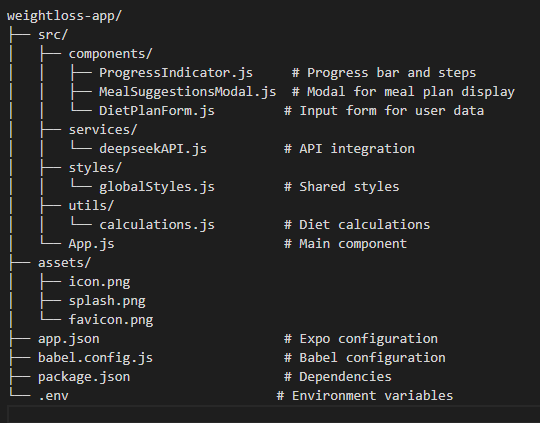 weightloss-app/
├── src/
│   ├── components/
│   │   ├── ProgressIndicator.js     # Progress bar and steps
│   │   ├── MealSuggestionsModal.js  # Modal for meal plan display
│   │   └── DietPlanForm.js         # Input form for user data
│   ├── services/
│   │   └── deepseekAPI.js          # API integration
│   ├── styles/
│   │   └── globalStyles.js         # Shared styles
│   ├── utils/
│   │   └── calculations.js         # Diet calculations
│   └── App.js                      # Main component
├── assets/
│   ├── icon.png
│   ├── splash.png
│   └── favicon.png
├── app.json                        # Expo configuration
├── babel.config.js                 # Babel configuration
├── package.json                    # Dependencies
└── .env                           # Environment variables